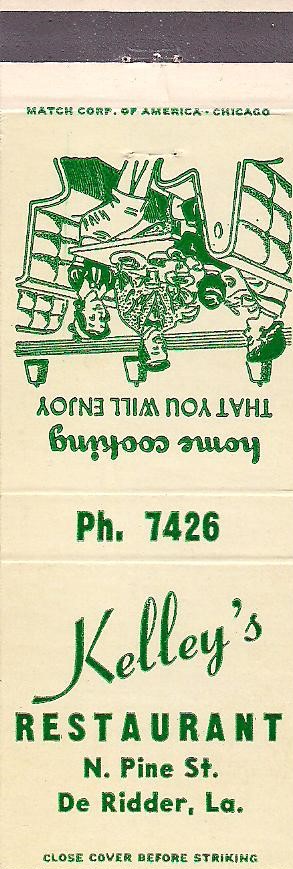 MATCH CORP. OF AMERICA - CHICAGO
home cooking
THAT YOU WILL ENJOY
Ph. 7426
Kelley's
RESTAURANT
N. Pine St.
De Ridder, La.
CLOSE COVER BEFORE STRIKING